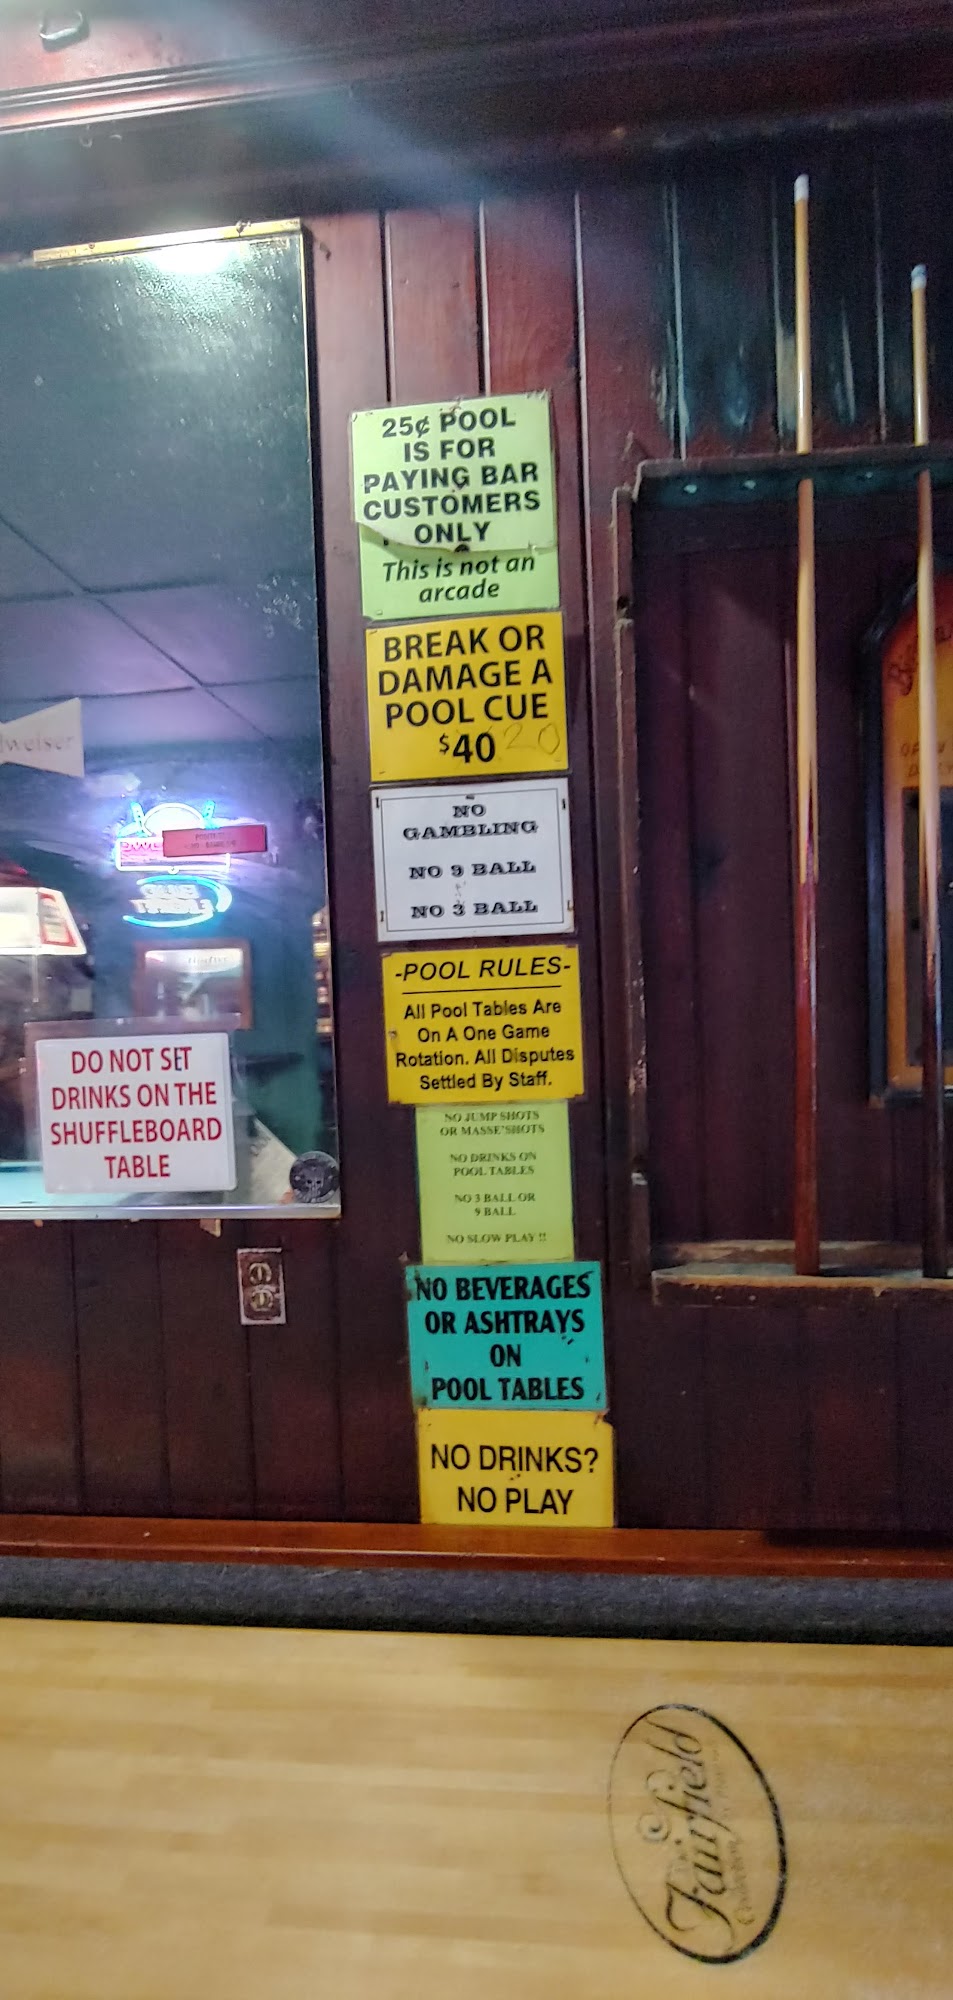 25¢ POOL
IS FOR
PAYING BAR
CUSTOMERS
ONLY
This is not an
arcade
BREAK OR
DAMAGE A
POOL CUE
$40 20
NO
GAMBLING
NO 9 BALL
NO 3 BALL
-POOL RULES-
All Pool Tables Are
On A One Game
Rotation. All Disputes
Settled By Staff.
NO JUMP SHOTS
OR MASSE'SHOTS
NO DRINKS ON
POOL TABLES
NO 3 BALL OR
9 BALL
NO SLOW PLAY !!
NO BEVERAGES
OR ASHTRAYS
ON
POOL TABLES
NO DRINKS?
NO PLAY
dweiser
DO NOT SET
DRINKS ON THE
SHUFFLEBOARD
TABLE
The
Fairfield
Collection